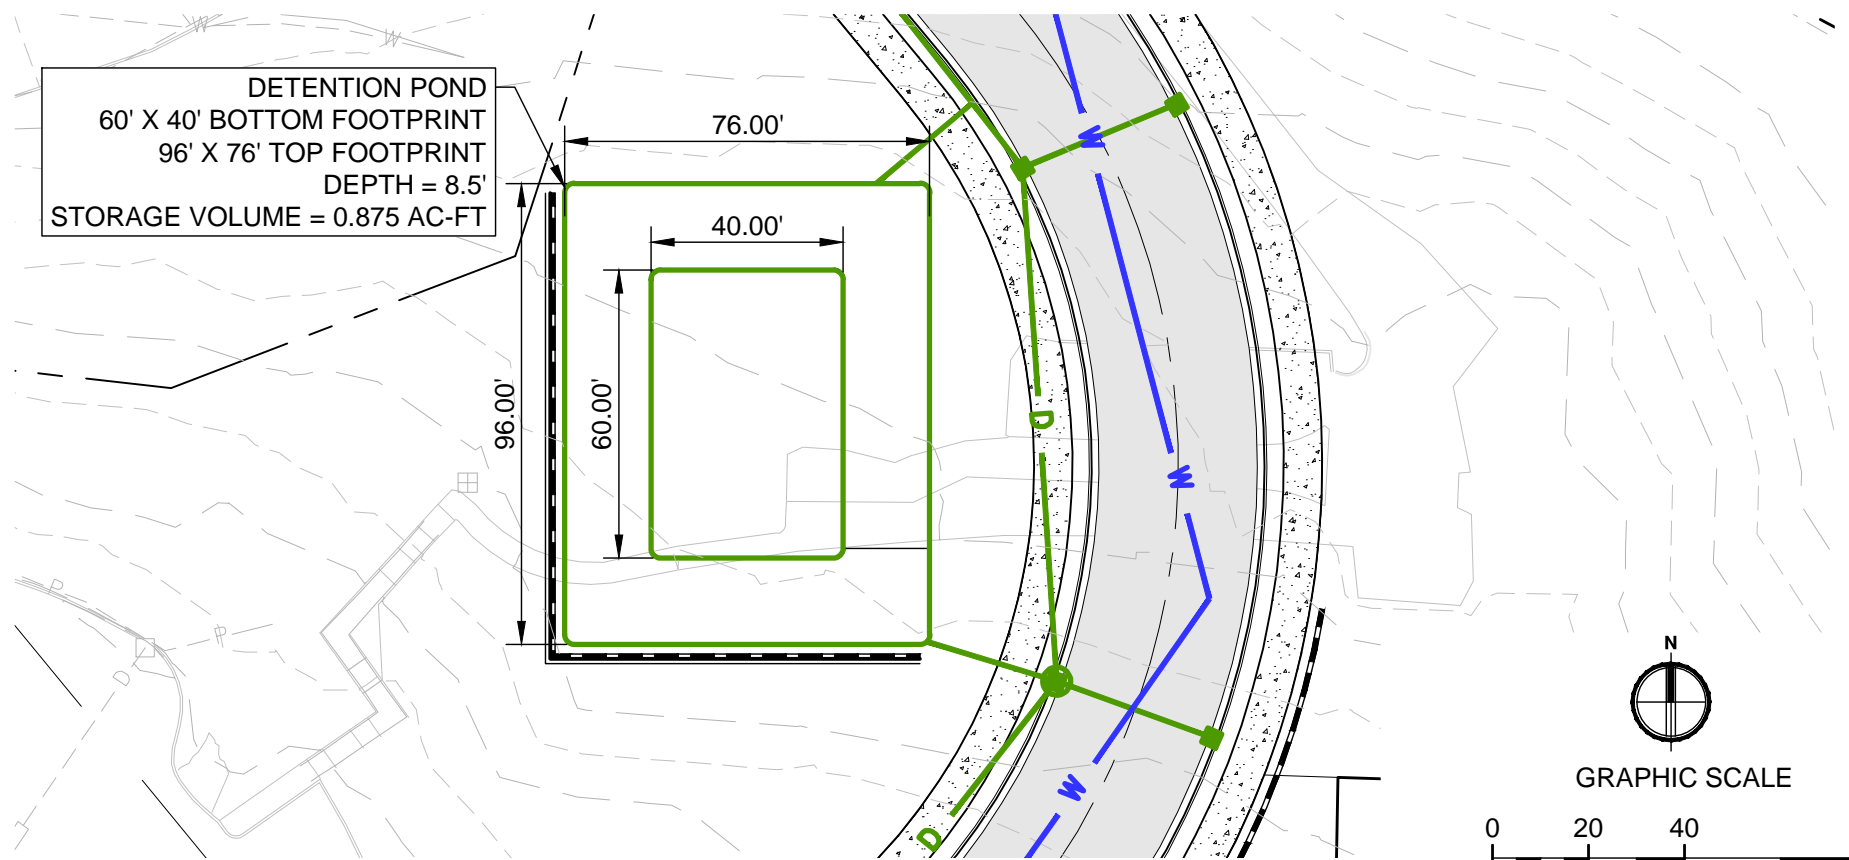 DETENTION POND
60' X 40' BOTTOM FOOTPRINT
96' X 76' TOP FOOTPRINT
DEPTH = 8.5'
STORAGE VOLUME = 0.875 AC-FT
76.00'
40.00'
96.00'
60.00'
W
W
W
W
W
D
D
P
P
D
N
GRAPHIC SCALE
0 20 40